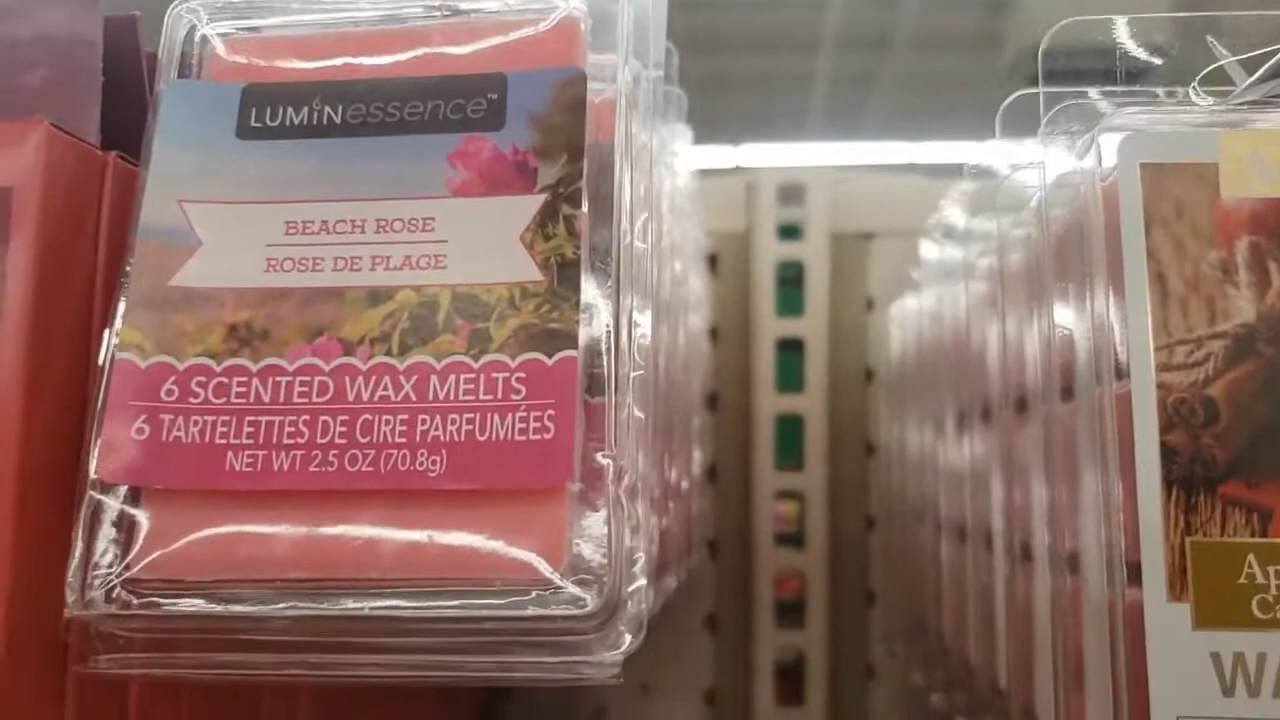 LUMINessence™
BEACH ROSE
ROSE DE PLAGE
6 SCENTED WAX MELTS
6 TARTELETTES DE CIRE PARFUMÉES
NET WT 2.5 OZ (70.8g)